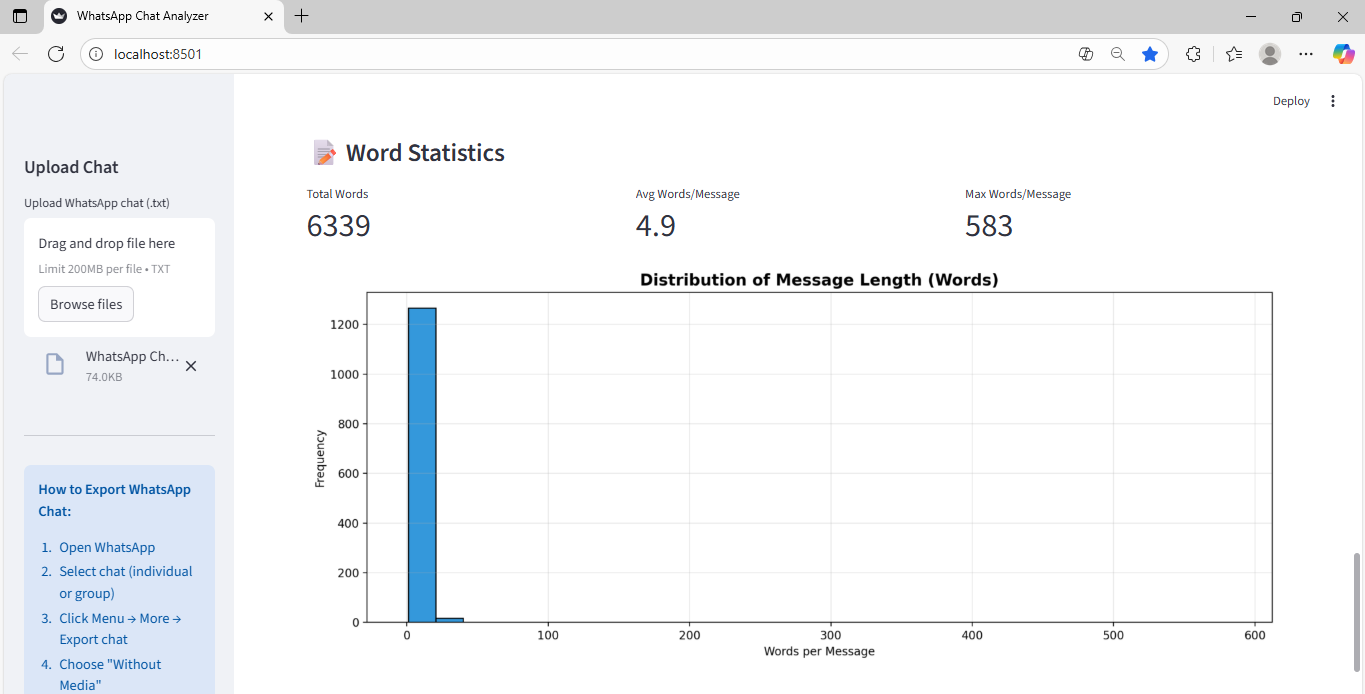 WhatsApp Chat Analyzer
localhost:8501
Deploy
Upload Chat
Upload WhatsApp chat (.txt)
Drag and drop file here
Limit 200MB per file • TXT
Browse files
WhatsApp Ch...
74.0KB
How to Export WhatsApp
Chat:
1. Open WhatsApp
2. Select chat (individual
or group)
3. Click Menu → More →
Export chat
4. Choose "Without
Media"
Word Statistics
Total Words
6339
Avg Words/Message
4.9
Max Words/Message
583
Distribution of Message Length (Words)
Frequency
1200
1000
800
600
400
200
0
0 100 200 300 400 500 600
Words per Message